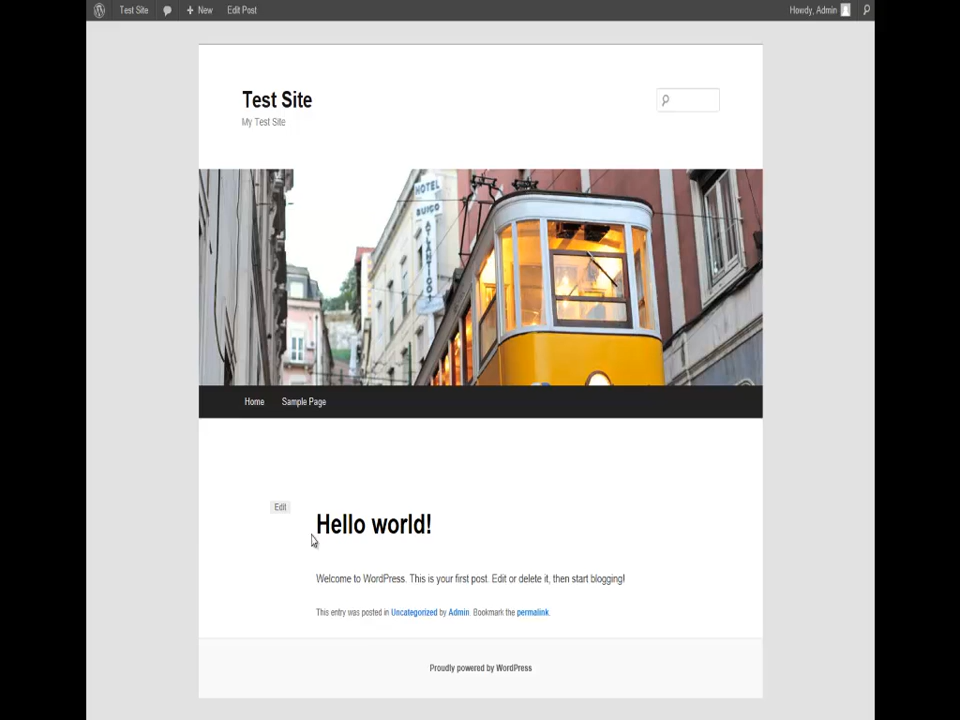 Test Site
New
Edit Post
Howdy, Admin
Test Site
My Test Site
HOTEL
SUIÇO
ATLANTICO
Home
Sample Page
Edit
Hello world!
Welcome to WordPress. This is your first post. Edit or delete it, then start blogging!
This entry was posted in Uncategorized by Admin. Bookmark the permalink.
Proudly powered by WordPress